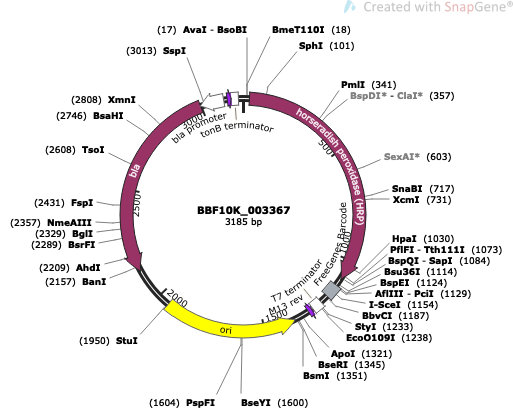 Created with SnapGene®
(17) AvaI - BsoBI
BmeT110I (18)
(3013) SspI
SphI (101)
PmlI (341)
BspDI* - ClaI* (357)
(2808) XmnI
(2746) BsaHI
(2608) TsoI
SexAI* (603)
SnaBI (717)
XcmI (731)
(2431) FspI
(2357) NmeAIII
(2329) BglI
(2289) BsrFI
(2209) AhdI
(2157) BanI
HpaI (1030)
PflFI - Tth111I (1073)
BspQI - SapI (1084)
Bsu36I (1114)
BspEI (1124)
AflIII - PciI (1129)
I-SceI (1154)
BbvCI (1187)
StyI (1233)
EcoO109I (1238)
(1950) StuI
ApoI (1321)
BseRI (1345)
BsmI (1351)
(1604) PspFI
BseYI (1600)
BBF10K_003367
3185 bp
horseradish peroxidase (HRP)
FreeGenes Barcode
T7 terminator
M13 rev
ori
bla
bla promoter
tonB terminator
500
1000
1500
2000
2500
3000